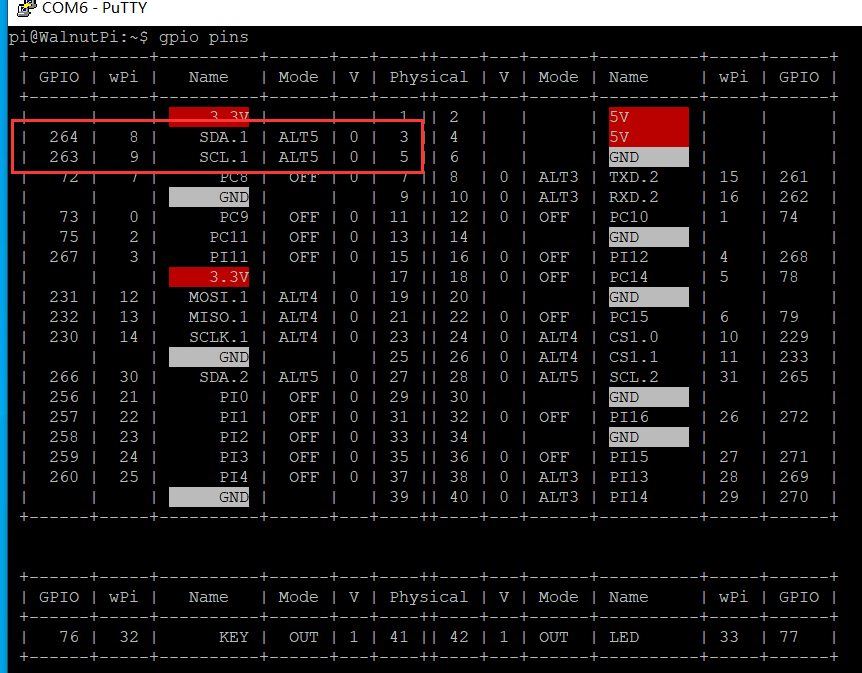 COM6 - PuTTY
pi@WalnutPi:~$ gpio pins
+------+-----+----------+------+---+----++----+---+------+----------+-----+------+
| GPIO | wPi |   Name   | Mode | V | Physical | V | Mode | Name     | wPi | GPIO |
+------+-----+----------+------+---+----++----+---+------+----------+-----+------+
|      |     |     3.3V |      |   |  1 || 2  |   |      | 5V       |     |      |
|  264 |   8 |    SDA.1 | ALT5 | 0 |  3 || 4  |   |      | 5V       |     |      |
|  263 |   9 |    SCL.1 | ALT5 | 0 |  5 || 6  |   |      | GND      |     |      |
|   72 |   7 |      PC8 |  OFF | 0 |  7 || 8  | 0 | ALT3 | TXD.2    | 15  | 261  |
|      |     |      GND |      |   |  9 || 10 | 0 | ALT3 | RXD.2    | 16  | 262  |
|   73 |   0 |      PC9 |  OFF | 0 | 11 || 12 | 0 | OFF  | PC10     | 1   | 74   |
|   75 |   2 |     PC11 |  OFF | 0 | 13 || 14 |   |      | GND      |     |      |
|  267 |   3 |     PI11 |  OFF | 0 | 15 || 16 | 0 | OFF  | PI12     | 4   | 268  |
|      |     |     3.3V |      |   | 17 || 18 | 0 | OFF  | PC14     | 5   | 78   |
|  231 |  12 |   MOSI.1 | ALT4 | 0 | 19 || 20 |   |      | GND      |     |      |
|  232 |  13 |   MISO.1 | ALT4 | 0 | 21 || 22 | 0 | OFF  | PC15     | 6   | 79   |
|  230 |  14 |   SCLK.1 | ALT4 | 0 | 23 || 24 | 0 | ALT4 | CS1.0    | 10  | 229  |
|      |     |      GND |      |   | 25 || 26 | 0 | ALT4 | CS1.1    | 11  | 233  |
|  266 |  30 |    SDA.2 | ALT5 | 0 | 27 || 28 | 0 | ALT5 | SCL.2    | 31  | 265  |
|  256 |  21 |      PI0 |  OFF | 0 | 29 || 30 |   |      | GND      |     |      |
|  257 |  22 |      PI1 |  OFF | 0 | 31 || 32 | 0 | OFF  | PI16     | 26  | 272  |
|  258 |  23 |      PI2 |  OFF | 0 | 33 || 34 |   |      | GND      |     |      |
|  259 |  24 |      PI3 |  OFF | 0 | 35 || 36 | 0 | OFF  | PI15     | 27  | 271  |
|  260 |  25 |      PI4 |  OFF | 0 | 37 || 38 | 0 | ALT3 | PI13     | 28  | 269  |
|      |     |      GND |      |   | 39 || 40 | 0 | ALT3 | PI14     | 29  | 270  |
+------+-----+----------+------+---+----++----+---+------+----------+-----+------+
+------+-----+----------+------+---+----++----+---+------+----------+-----+------+
| GPIO | wPi |   Name   | Mode | V | Physical | V | Mode | Name     | wPi | GPIO |
+------+-----+----------+------+---+----++----+---+------+----------+-----+------+
|   76 |  32 |      KEY |  OUT | 1 | 41 || 42 | 1 | OUT  | LED      | 33  | 77   |
+------+-----+----------+------+---+----++----+---+------+----------+-----+------+